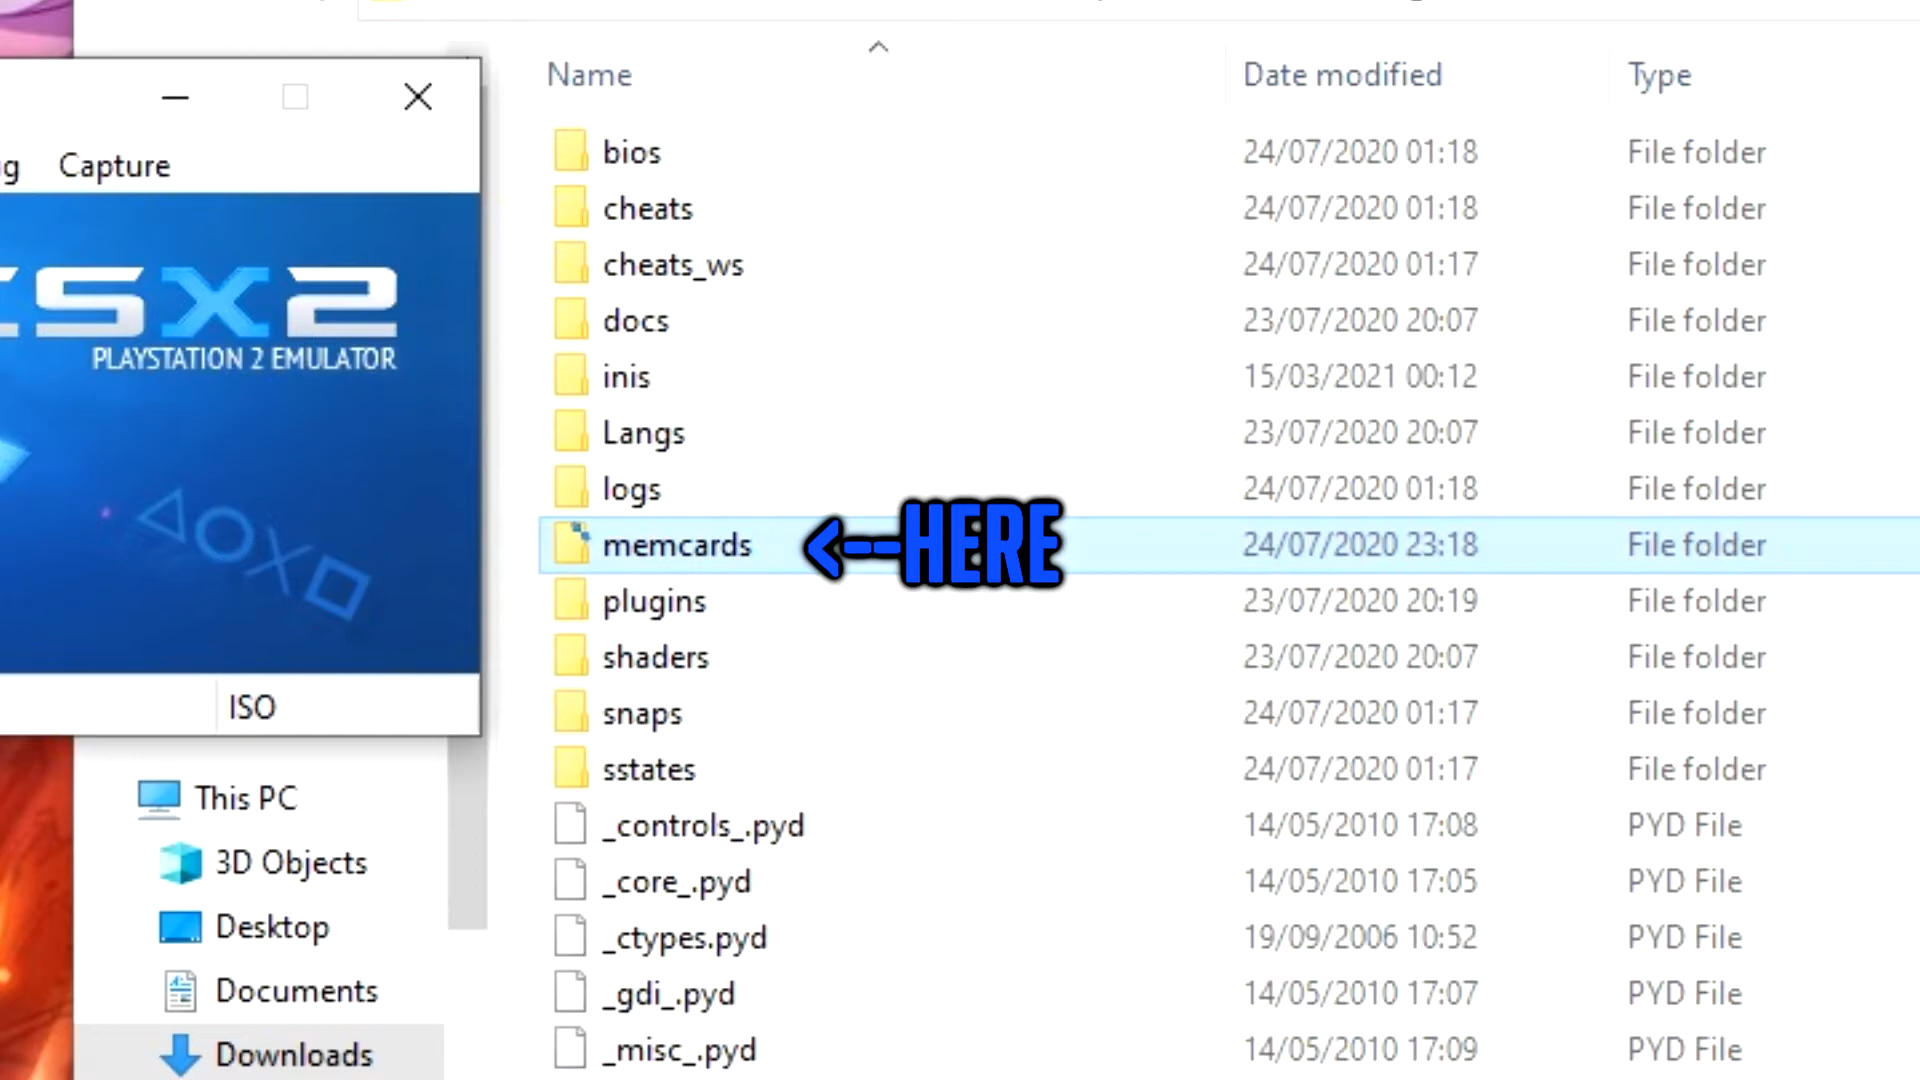 Name Date modified Type
bios 24/07/2020 01:18 File folder
cheats 24/07/2020 01:18 File folder
cheats_ws 24/07/2020 01:17 File folder
docs 23/07/2020 20:07 File folder
inis 15/03/2021 00:12 File folder
Langs 23/07/2020 20:07 File folder
logs 24/07/2020 01:18 File folder
memcards <--HERE 24/07/2020 23:18 File folder
plugins 23/07/2020 20:19 File folder
shaders 23/07/2020 20:07 File folder
snaps 24/07/2020 01:17 File folder
sstates 24/07/2020 01:17 File folder
_controls_.pyd 14/05/2010 17:08 PYD File
_core_.pyd 14/05/2010 17:05 PYD File
_ctypes.pyd 19/09/2006 10:52 PYD File
_gdi_.pyd 14/05/2010 17:07 PYD File
_misc_.pyd 14/05/2010 17:09 PYD File
g Capture
CSX2
PLAYSTATION 2 EMULATOR
ISO
This PC
3D Objects
Desktop
Documents
Downloads